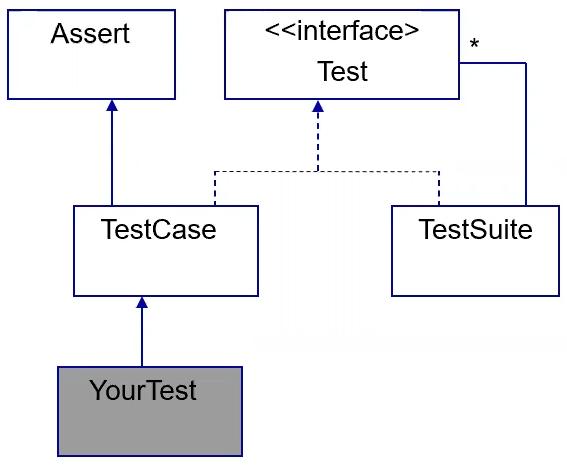 Assert
<<interface>
Test
*
TestCase
TestSuite
YourTest